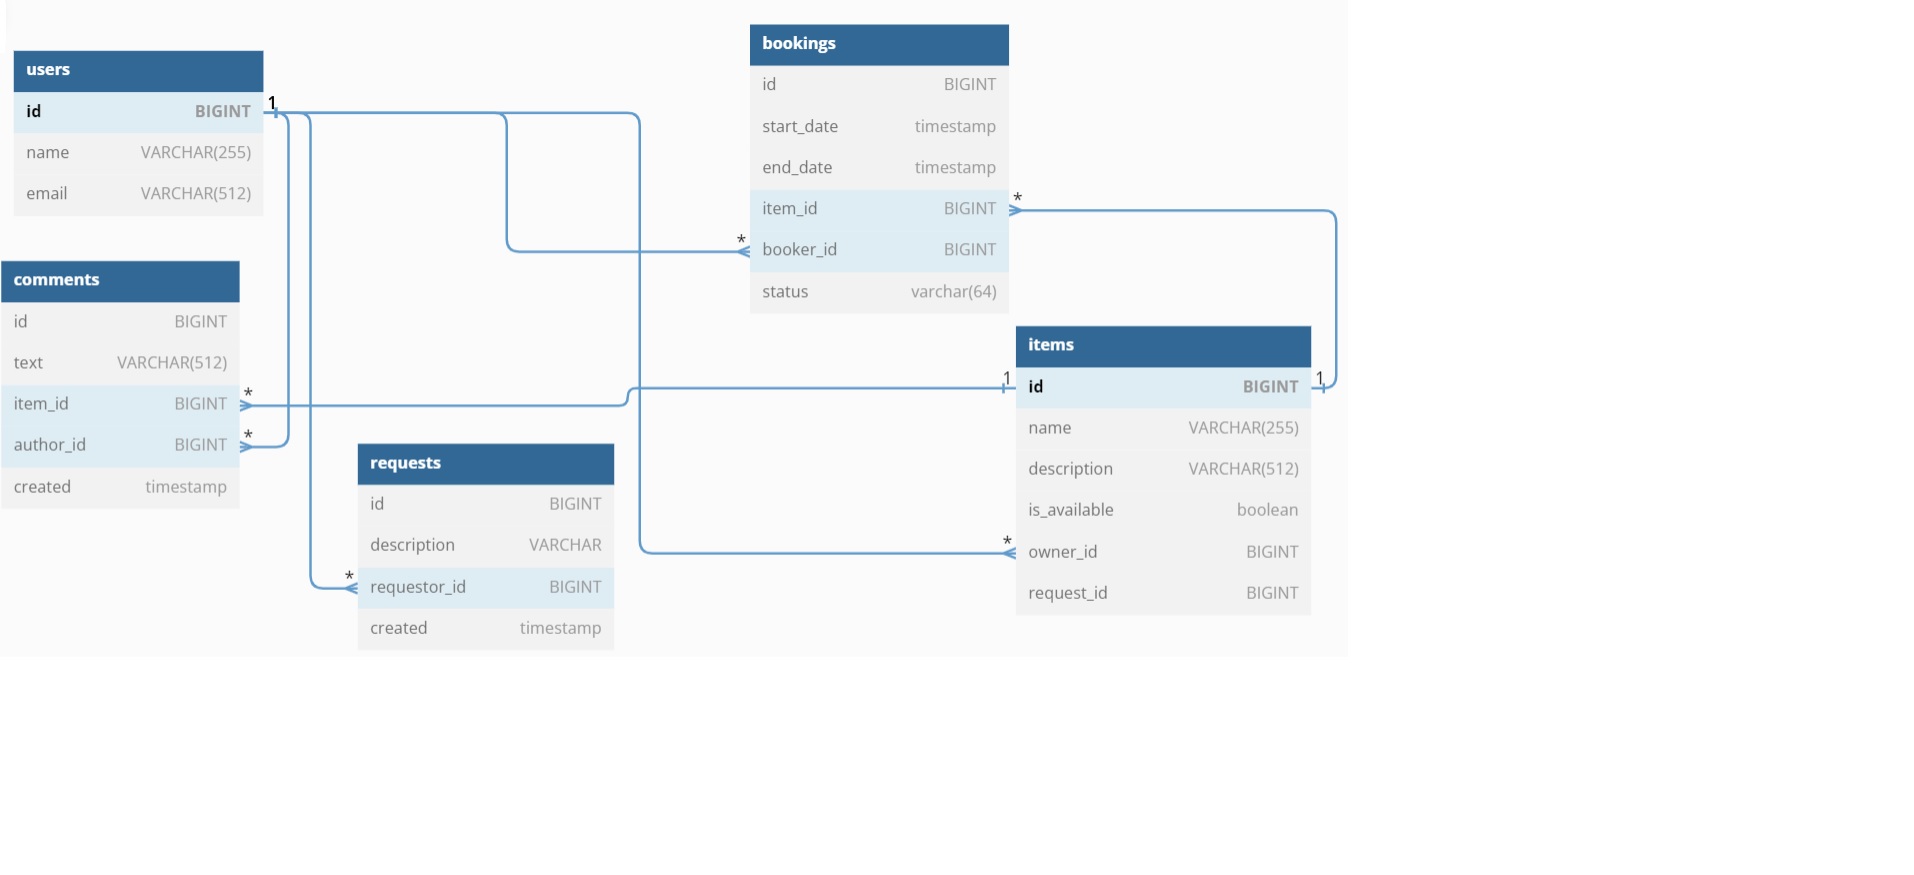 users
id BIGINT 1
name VARCHAR(255)
email VARCHAR(512)
comments
id BIGINT
text VARCHAR(512)
item_id BIGINT *
author_id BIGINT *
created timestamp
requests
id BIGINT
description VARCHAR
* requestor_id BIGINT
created timestamp
bookings
id BIGINT
start_date timestamp
end_date timestamp
item_id BIGINT *
* booker_id BIGINT
status varchar(64)
items
1 id BIGINT 1
name VARCHAR(255)
description VARCHAR(512)
is_available boolean
* owner_id BIGINT
request_id BIGINT